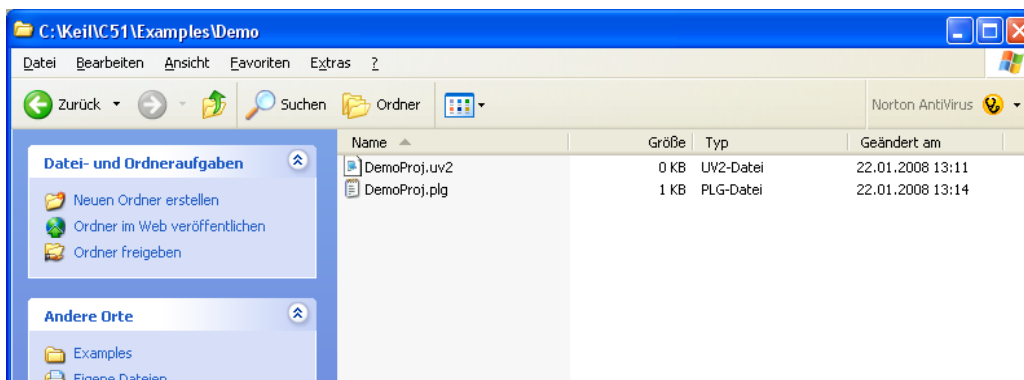 C:\Keil\C51\Examples\Demo
Datei Bearbeiten Ansicht Favoriten Extras ?
Zurück Suchen Ordner Norton AntiVirus
Name Größe Typ Geändert am
Datei- und Ordneraufgaben
Neuen Ordner erstellen
Ordner im Web veröffentlichen
Ordner freigeben
Andere Orte
Examples
Eigene Dateien
DemoProj.uv2 0 KB UV2-Datei 22.01.2008 13:11
DemoProj.plg 1 KB PLG-Datei 22.01.2008 13:14